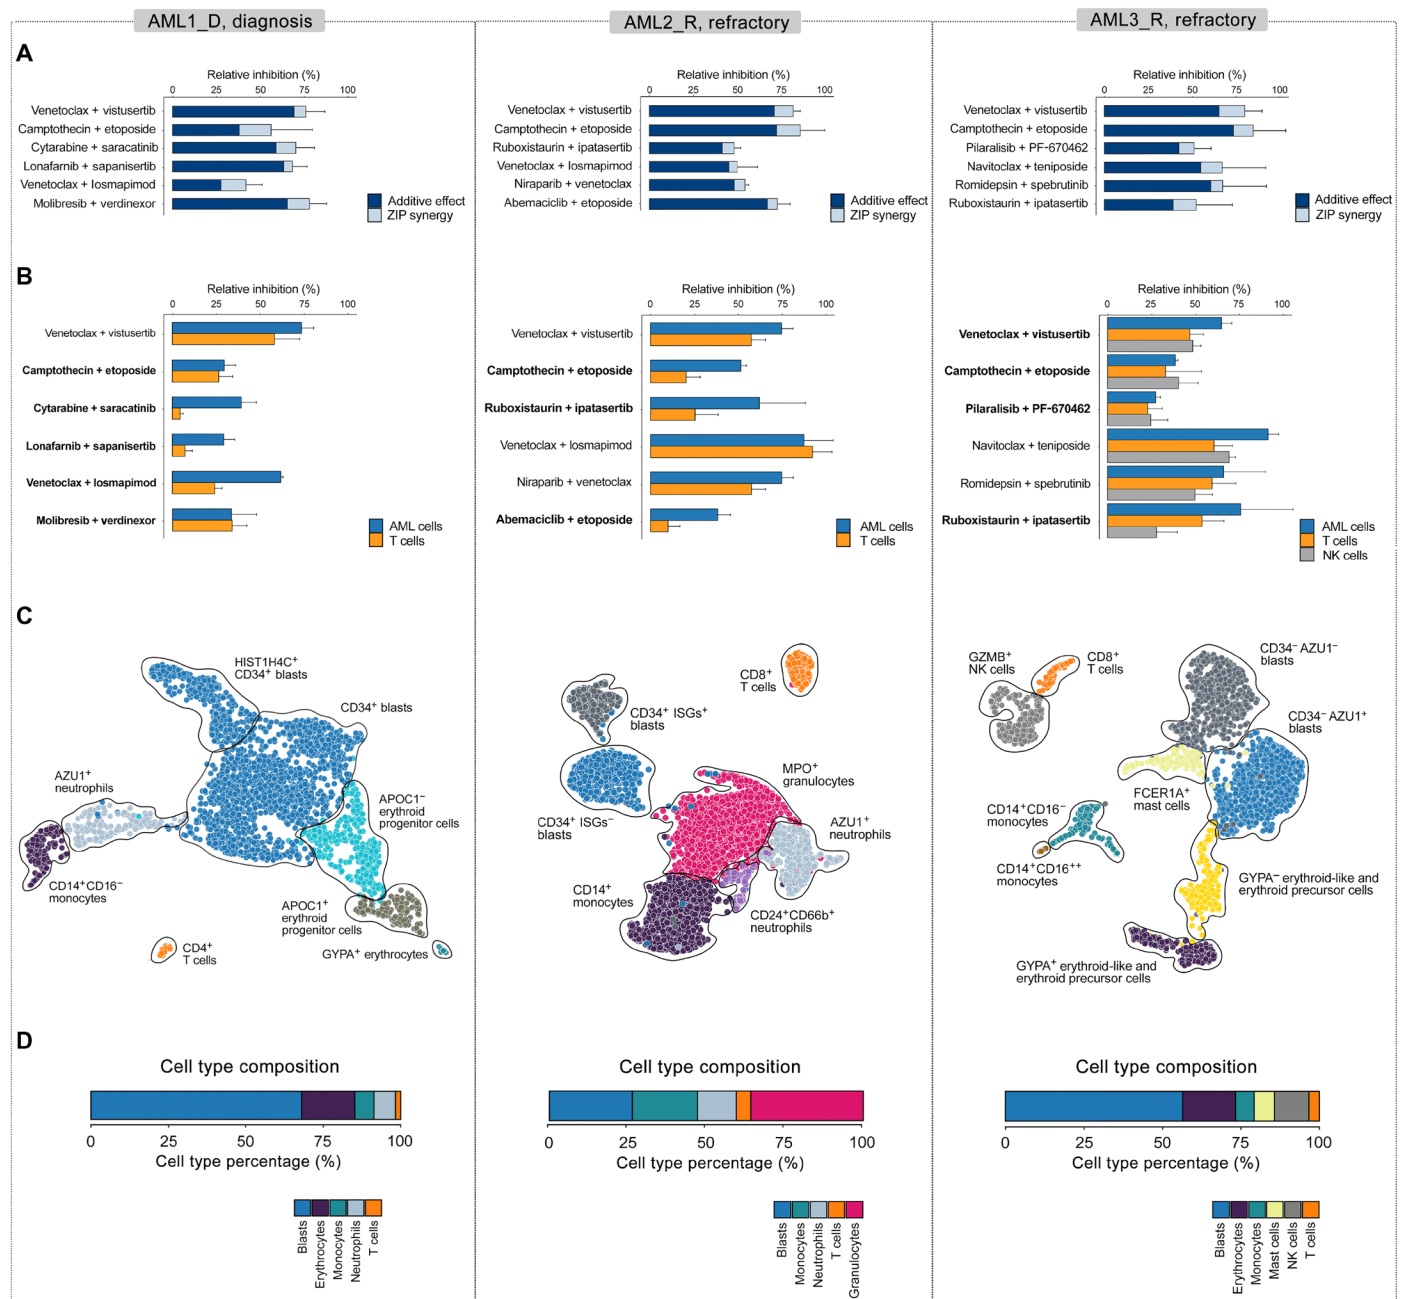 AML1_D, diagnosis
AML2_R, refractory
AML3_R, refractory
A
Relative inhibition (%)
0 25 50 75 100
Venetoclax + vistusertib
Camptothecin + etoposide
Cytarabine + saracatinib
Lonafarnib + sapanisertib
Venetoclax + losmapimod
Molibresib + verdinexor
Additive effect
ZIP synergy
Relative inhibition (%)
0 25 50 75 100
Venetoclax + vistusertib
Camptothecin + etoposide
Ruboxistaurin + ipatasertib
Venetoclax + losmapimod
Niraparib + venetoclax
Abemaciclib + etoposide
Additive effect
ZIP synergy
Relative inhibition (%)
0 25 50 75 100
Venetoclax + vistusertib
Camptothecin + etoposide
Pilaralisib + PF-670462
Navitoclax + teniposide
Romidepsin + spebrutinib
Ruboxistaurin + ipatasertib
Additive effect
ZIP synergy
B
Relative inhibition (%)
0 25 50 75 100
Venetoclax + vistusertib
Camptothecin + etoposide
Cytarabine + saracatinib
Lonafarnib + sapanisertib
Venetoclax + losmapimod
Molibresib + verdinexor
AML cells
T cells
Relative inhibition (%)
0 25 50 75 100
Venetoclax + vistusertib
Camptothecin + etoposide
Ruboxistaurin + ipatasertib
Venetoclax + losmapimod
Niraparib + venetoclax
Abemaciclib + etoposide
AML cells
T cells
Relative inhibition (%)
0 25 50 75 100
Venetoclax + vistusertib
Camptothecin + etoposide
Pilaralisib + PF-670462
Navitoclax + teniposide
Romidepsin + spebrutinib
Ruboxistaurin + ipatasertib
AML cells
T cells
NK cells
C
HIST1H4C⁺
CD34⁺ blasts
CD34⁺ blasts
AZU1⁺
neutrophils
APOC1⁻
erythroid
progenitor cells
CD14⁺CD16⁻
monocytes
APOC1⁺
erythroid
progenitor cells
CD4⁺
T cells
GYPA⁺ erythrocytes
CD8⁺
T cells
CD34⁺ ISGs⁺
blasts
MPO⁺
granulocytes
CD34⁺ ISGs⁻
blasts
AZU1⁺
neutrophils
CD14⁺
monocytes
CD24⁺CD66b⁺
neutrophils
GZMB⁺
NK cells
CD8⁺
T cells
CD34⁻ AZU1⁻
blasts
CD34⁻ AZU1⁺
blasts
FCER1A⁺
mast cells
CD14⁺CD16⁻
monocytes
CD14⁺CD16⁺⁺
monocytes
GYPA⁻ erythroid-like and
erythroid precursor cells
GYPA⁺ erythroid-like and
erythroid precursor cells
D
Cell type composition
0 25 50 75 100
Cell type percentage (%)
Blasts
Erythrocytes
Monocytes
Neutrophils
T cells
Cell type composition
0 25 50 75 100
Cell type percentage (%)
Blasts
Monocytes
Neutrophils
T cells
Granulocytes
Cell type composition
0 25 50 75 100
Cell type percentage (%)
Blasts
Erythrocytes
Monocytes
Mast cells
NK cells
T cells